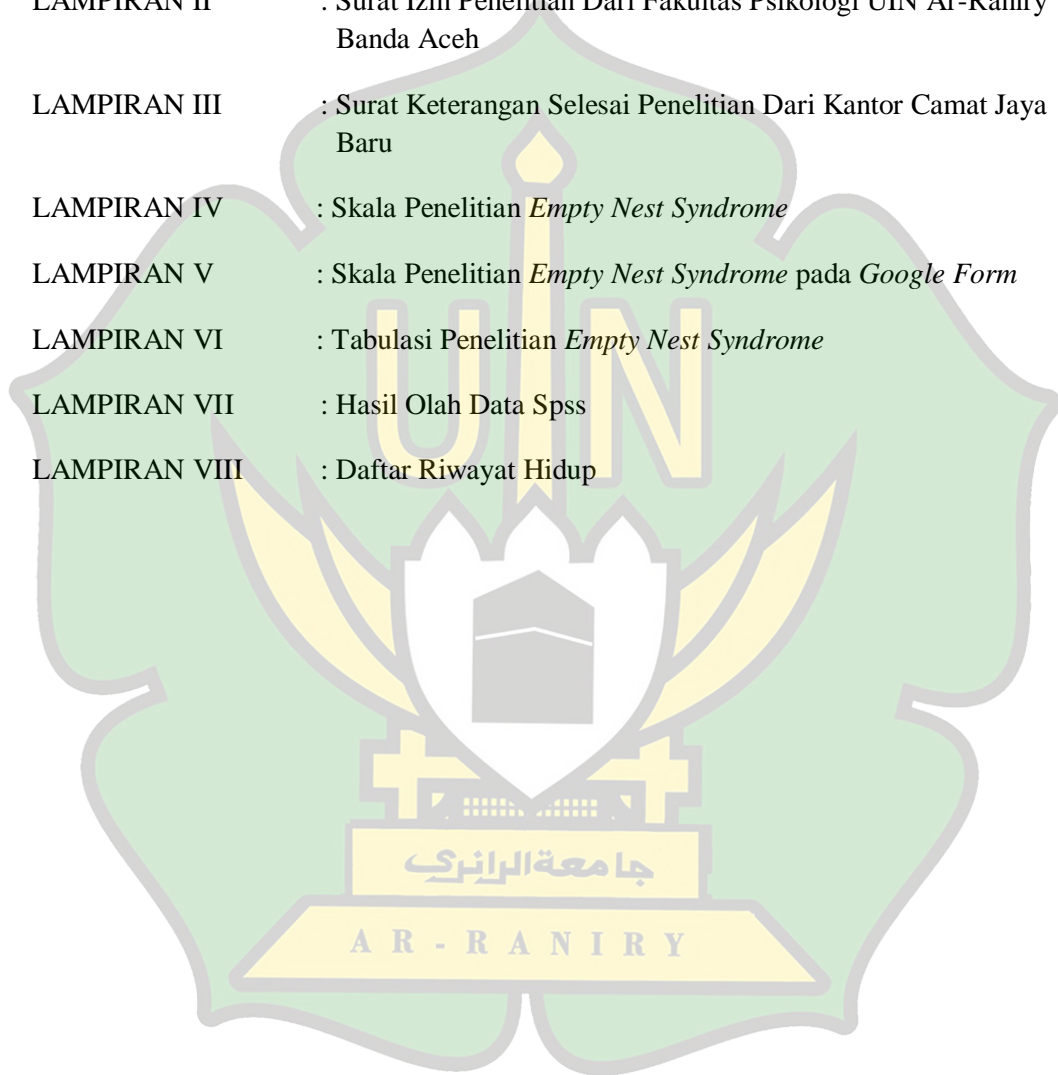 LAMPIRAN II : Surat Izin Penelitian Dari Fakultas Psikologi UIN Ar-Raniry
Banda Aceh
LAMPIRAN III : Surat Keterangan Selesai Penelitian Dari Kantor Camat Jaya
Baru
LAMPIRAN IV : Skala Penelitian Empty Nest Syndrome
LAMPIRAN V : Skala Penelitian Empty Nest Syndrome pada Google Form
LAMPIRAN VI : Tabulasi Penelitian Empty Nest Syndrome
LAMPIRAN VII : Hasil Olah Data Spss
LAMPIRAN VIII : Daftar Riwayat Hidup
UIN
جامعة الرانري
AR-RANIRY